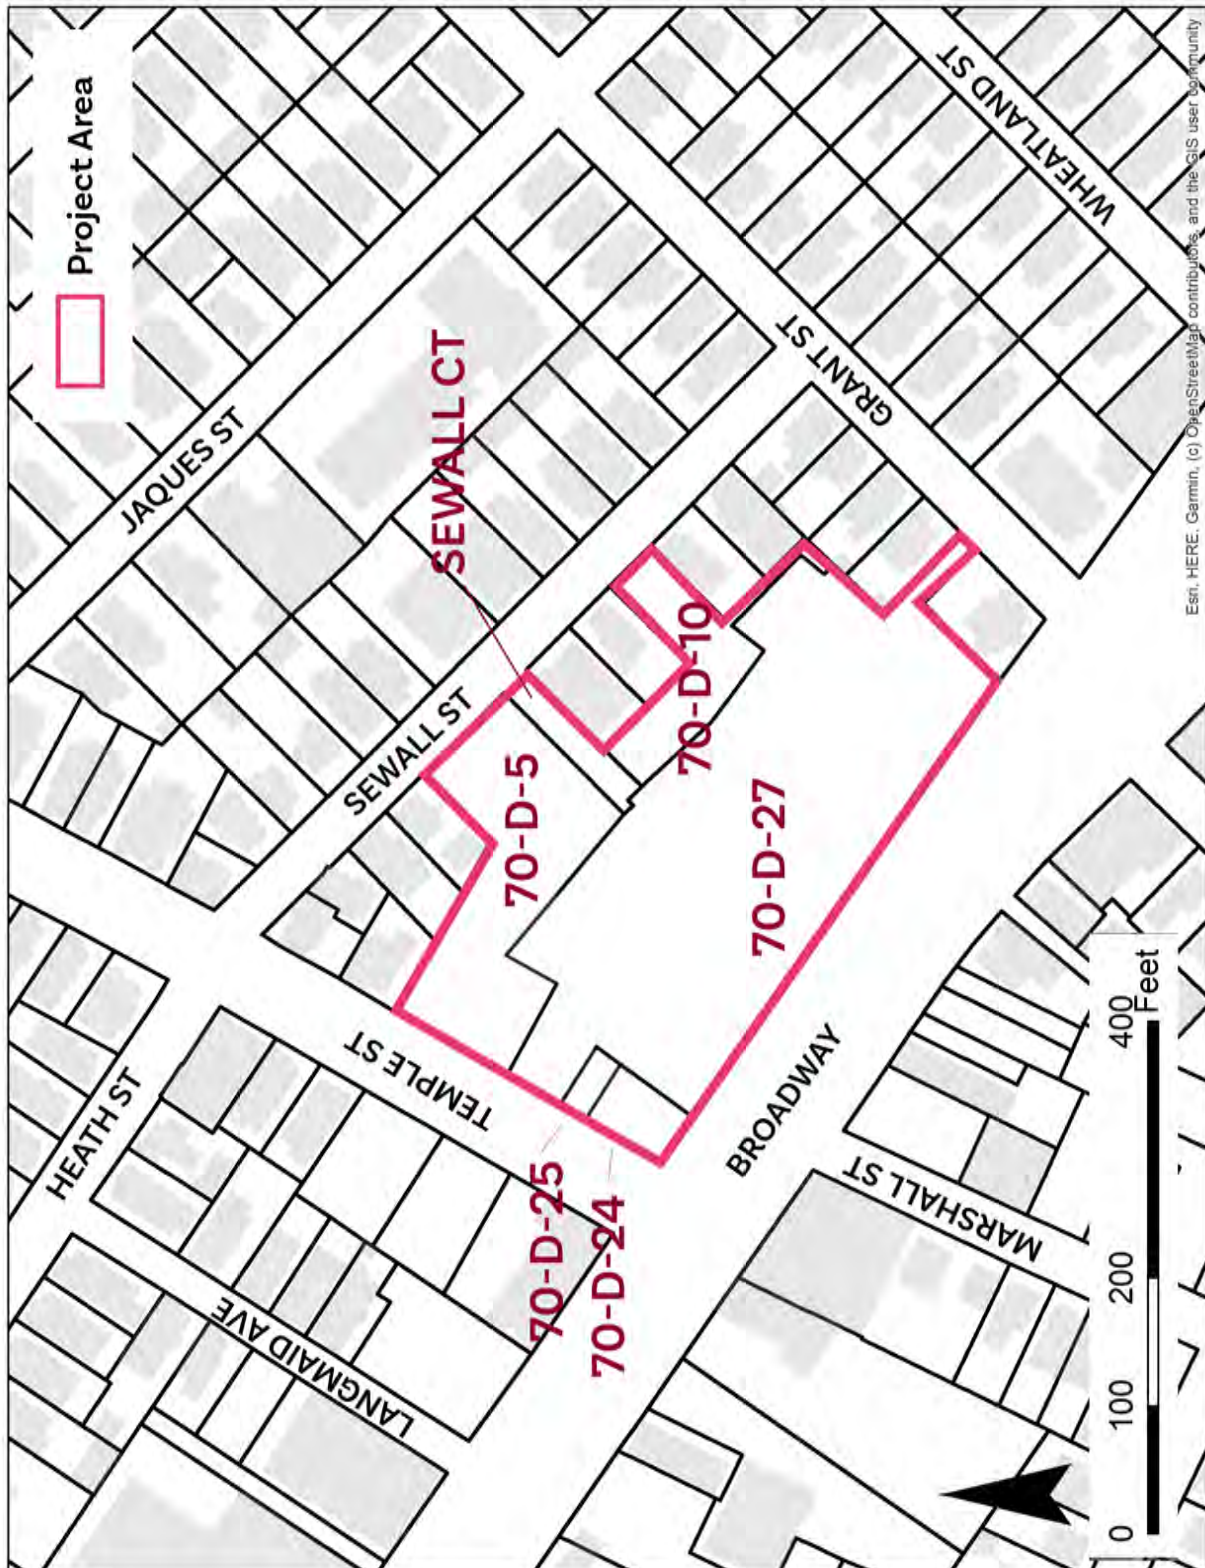 Project Area
JAQUES ST
WHEATLAND ST
SEWALL CT
GRANT ST
SEWALL ST
70-D-5
70-D-10
70-D-27
HEATH ST
TEMPLE ST
LANGMAID AVE
70-D-25
70-D-24
BROADWAY
MARSHALL ST
0 100 200 400
Feet
Esri, HERE, Garmin, (c) OpenStreetMap contributors, and the GIS user community